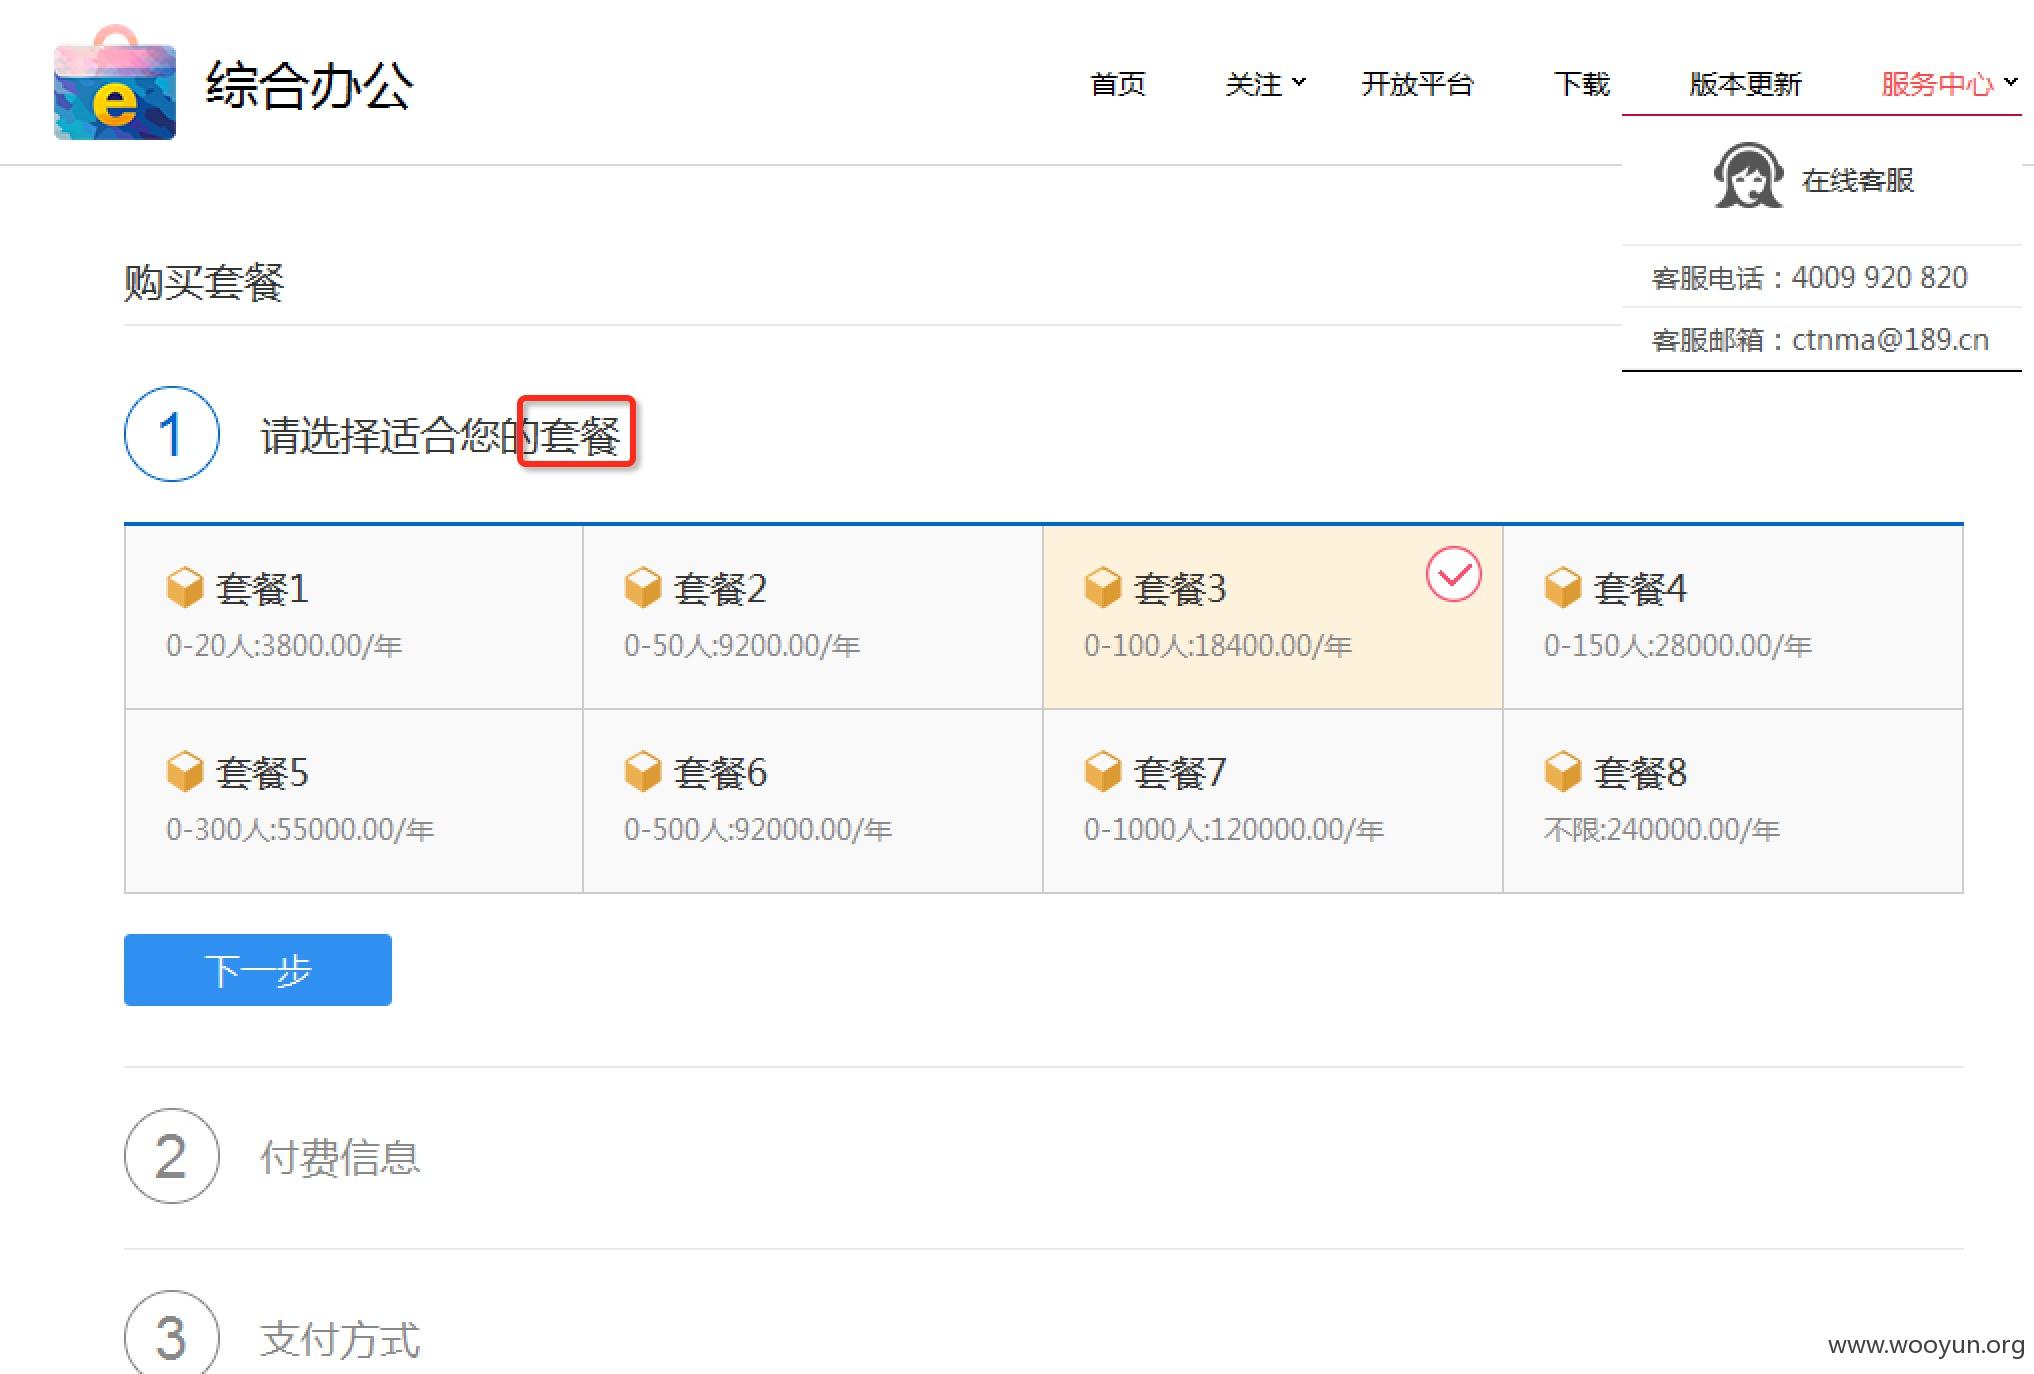 e
综合办公
首页 关注 开放平台 下载 版本更新 服务中心
在线客服
客服电话：4009 920 820
客服邮箱：ctnma@189.cn
购买套餐
1 请选择适合您的套餐
套餐1
0-20人:3800.00/年
套餐2
0-50人:9200.00/年
套餐3
0-100人:18400.00/年
套餐4
0-150人:28000.00/年
套餐5
0-300人:55000.00/年
套餐6
0-500人:92000.00/年
套餐7
0-1000人:120000.00/年
套餐8
不限:240000.00/年
下一步
2 付费信息
3 支付方式
www.wooyun.org